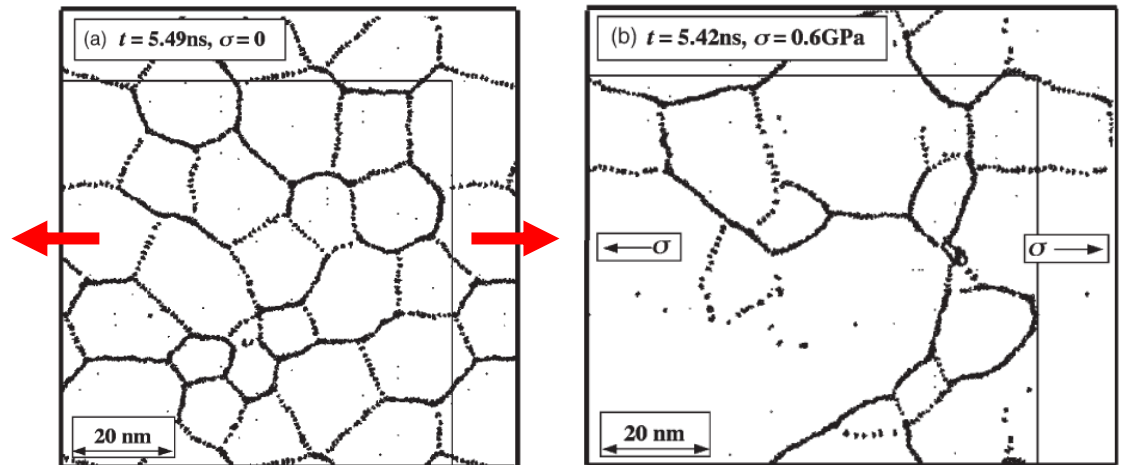 (a) t = 5.49ns, σ = 0
20 nm
(b) t = 5.42ns, σ = 0.6GPa
σ
σ
20 nm